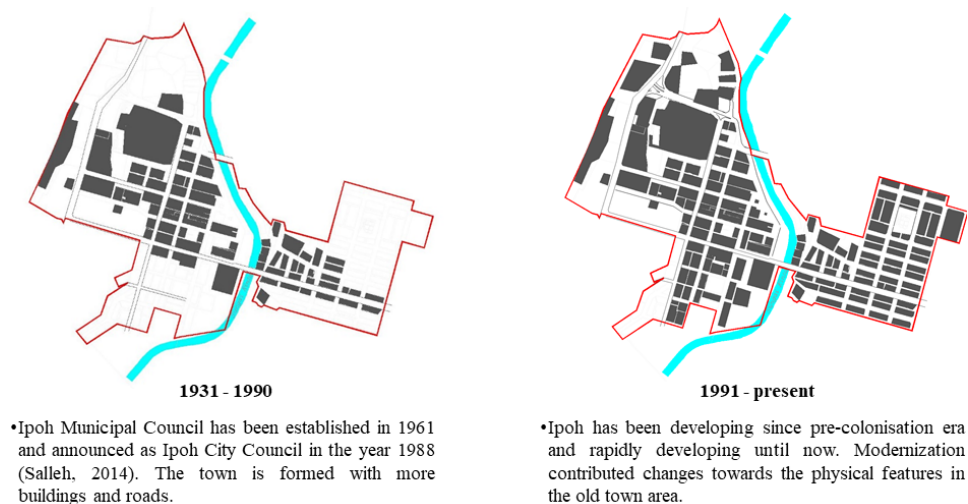 1931 - 1990
•Ipoh Municipal Council has been established in 1961
and announced as Ipoh City Council in the year 1988
(Salleh, 2014). The town is formed with more
buildings and roads.
1991 - present
•Ipoh has been developing since pre-colonisation era
and rapidly developing until now. Modernization
contributed changes towards the physical features in
the old town area.